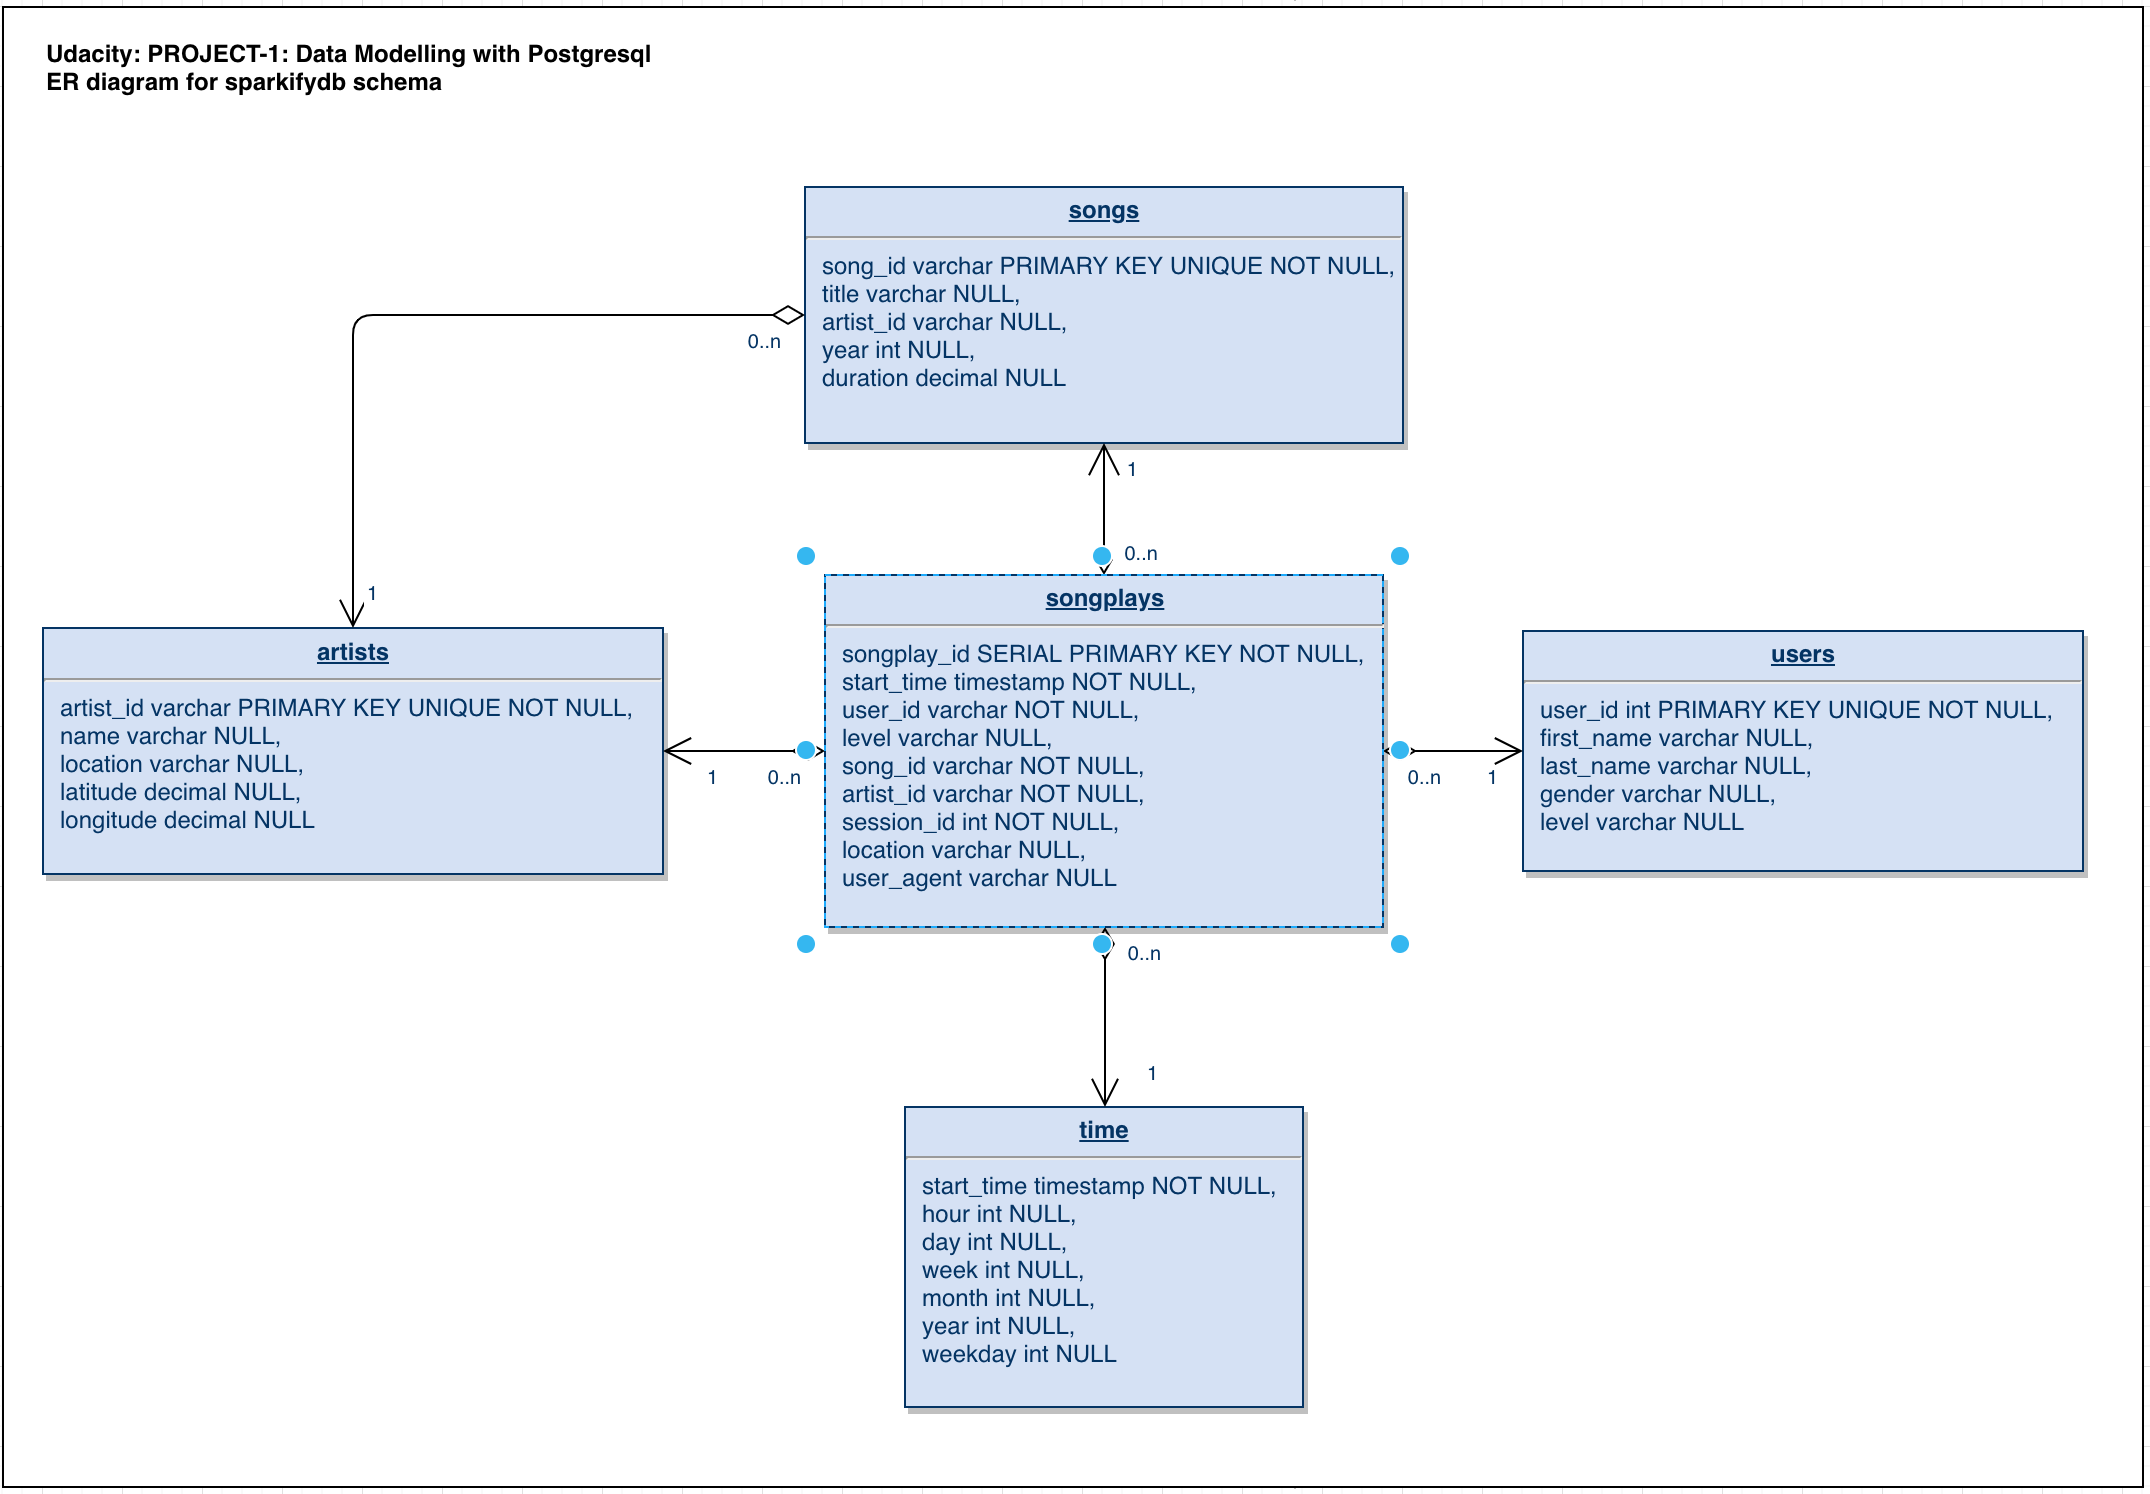 Udacity: PROJECT-1: Data Modelling with Postgresql
ER diagram for sparkifydb schema
songs
song_id varchar PRIMARY KEY UNIQUE NOT NULL,
title varchar NULL,
artist_id varchar NULL,
year int NULL,
duration decimal NULL
0..n
1
1
0..n
artists
artist_id varchar PRIMARY KEY UNIQUE NOT NULL,
name varchar NULL,
location varchar NULL,
latitude decimal NULL,
longitude decimal NULL
1
0..n
songplays
songplay_id SERIAL PRIMARY KEY NOT NULL,
start_time timestamp NOT NULL,
user_id varchar NOT NULL,
level varchar NULL,
song_id varchar NOT NULL,
artist_id varchar NOT NULL,
session_id int NOT NULL,
location varchar NULL,
user_agent varchar NULL
0..n
1
users
user_id int PRIMARY KEY UNIQUE NOT NULL,
first_name varchar NULL,
last_name varchar NULL,
gender varchar NULL,
level varchar NULL
0..n
1
time
start_time timestamp NOT NULL,
hour int NULL,
day int NULL,
week int NULL,
month int NULL,
year int NULL,
weekday int NULL